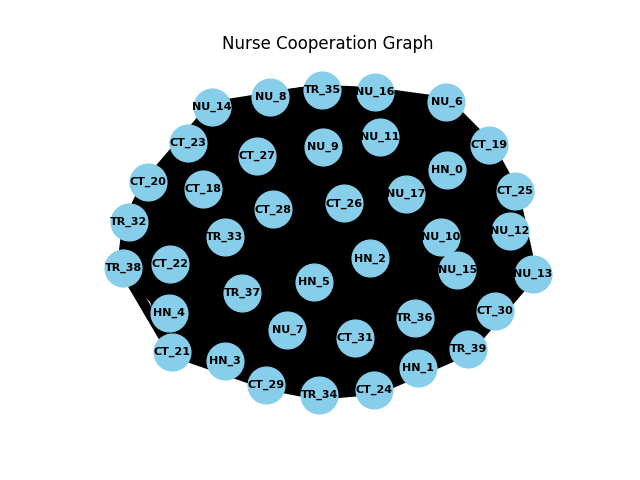 Nurse Cooperation Graph
TR_35
NU_16
NU_8
NU_6
NU_14
NU_11
CT_23
CT_19
NU_9
CT_27
HN_0
CT_20
CT_18
CT_25
NU_17
CT_26
CT_28
TR_32
NU_12
TR_33
NU_10
HN_2
CT_22
TR_38
NU_15
NU_13
HN_5
TR_37
CT_30
HN_4
TR_36
NU_7
CT_31
TR_39
CT_21
HN_3
HN_1
CT_29
CT_24
TR_34